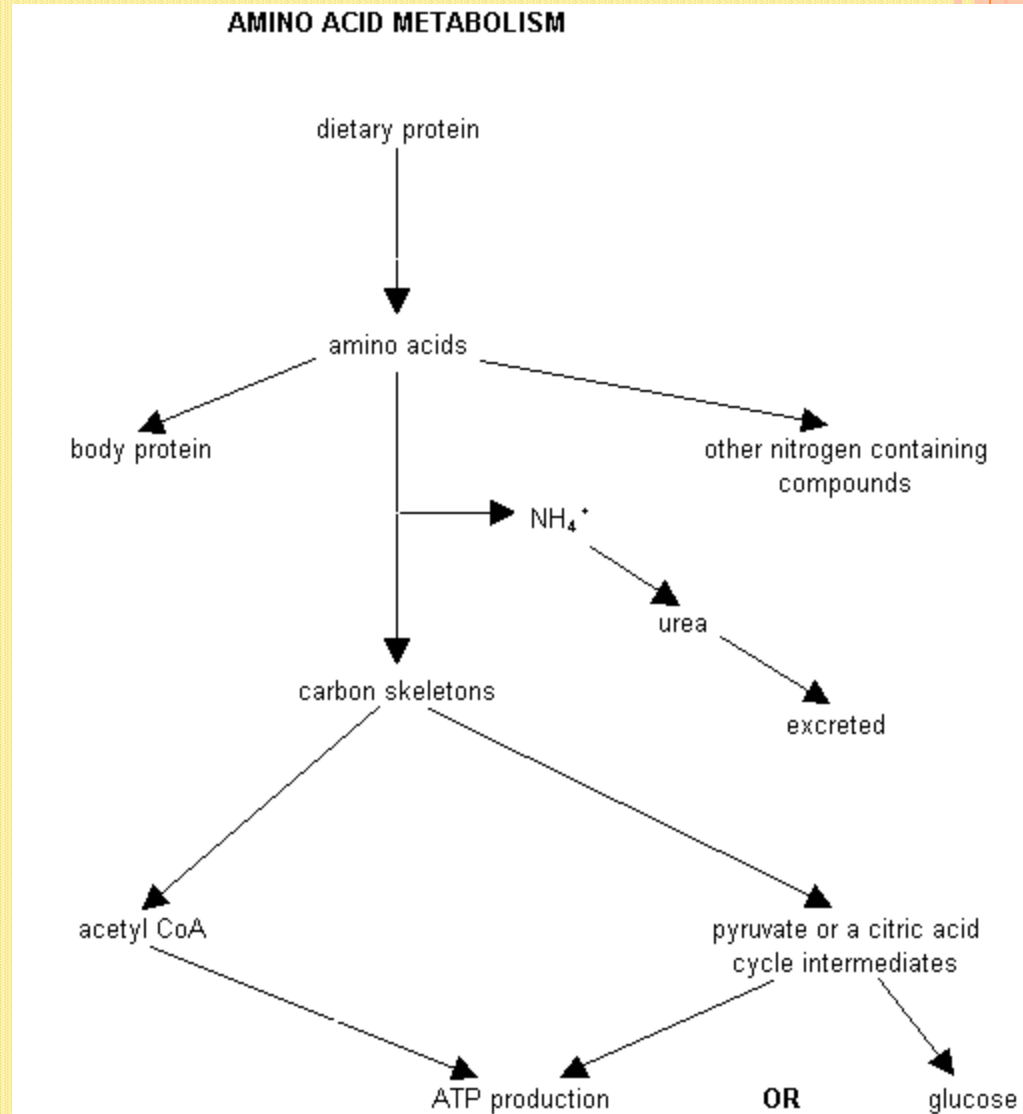 AMINO ACID METABOLISM
dietary protein
amino acids
body protein
other nitrogen containing
compounds
NH₄⁺
urea
carbon skeletons
excreted
acetyl CoA
pyruvate or a citric acid
cycle intermediates
ATP production
OR
glucose